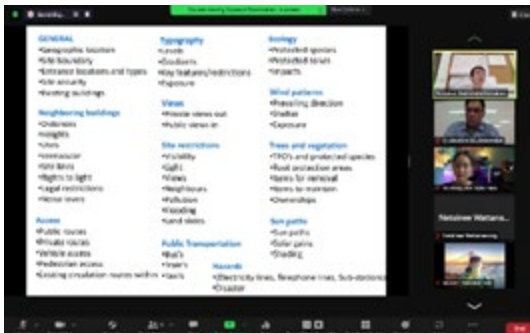 GENERAL
•Geographic location
•Site boundary
•Entrance locations and types
•Site security
•Existing buildings
Neighboring buildings
•Distances
•Heights
•Uses
•Vernacular
•Site lines
•Rights to light
•Legal restrictions
•Noise levels
Access
•Public routes
•Private routes
•Vehicle access
•Pedestrian access
•Existing circulation routes within
Typography
•Levels
•Gradients
•Key features/restrictions
•Exposure
Views
•Private views out
•Public views in
Site restrictions
•Visibility
•Light
•Views
•Neighbours
•Pollution
•Flooding
•Land slides
Public Transportation
•Bus's
•Taxis
Ecology
•Protected species
•Protected
•Impacts
Wind patterns
•Prevailing direction
•Shelter
•Exposure
Trees and vegetation
•TPO's and protected species
•Root protection areas
•Items for removal
•Items to maintain
•Ownerships
Sun paths
•Sun paths
•Solar gains
•Shading
Hazards
•Electricity lines, Telephone lines, Sub-stations
•Disaster